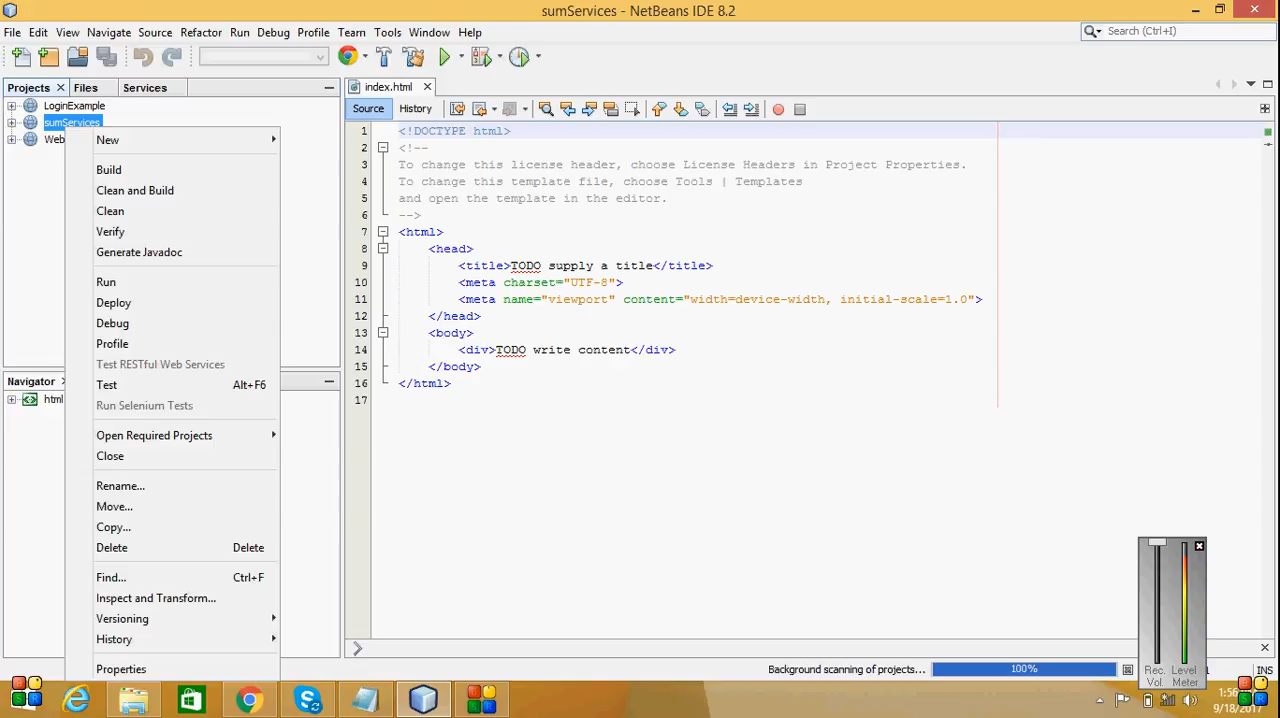 sumServices - NetBeans IDE 8.2
File Edit View Navigate Source Refactor Run Debug Profile Team Tools Window Help
Search (Ctrl+I)
Projects Files Services
index.html
LoginExample
sumServices
Web
Source History
New
Build
Clean and Build
Clean
Verify
Generate Javadoc
Run
Deploy
Debug
Profile
Test RESTful Web Services
Test Alt+F6
Run Selenium Tests
Open Required Projects
Close
Rename...
Move...
Copy...
Delete Delete
Find... Ctrl+F
Inspect and Transform...
Versioning
History
Properties
Navigator
html
1 <!DOCTYPE html>
2 <!--
3 To change this license header, choose License Headers in Project Properties.
4 To change this template file, choose Tools | Templates
5 and open the template in the editor.
6 -->
7 <html>
8 <head>
9 <title>TODO supply a title</title>
10 <meta charset="UTF-8">
11 <meta name="viewport" content="width=device-width, initial-scale=1.0">
12 </head>
13 <body>
14 <div>TODO write content</div>
15 </body>
16 </html>
17
Rec. Level
Vol. Meter
Background scanning of projects... 100%
INS
1:56
9/18/2017